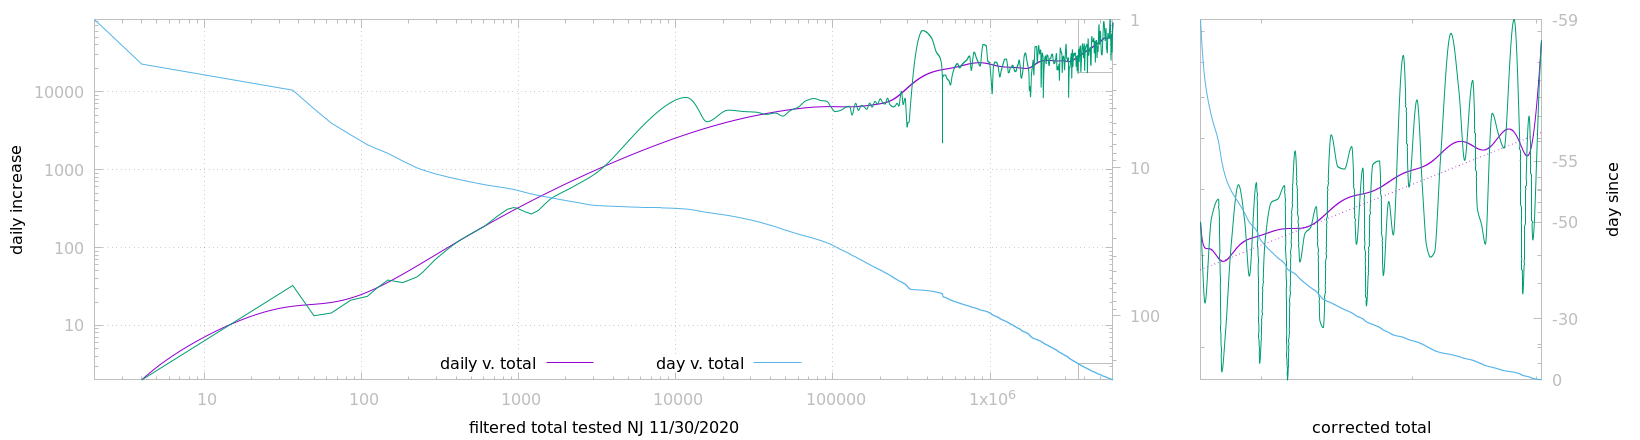 daily increase
10000
1000
100
10
10
100
1000
10000
100000
1x10⁶
filtered total tested NJ 11/30/2020
daily v. total
day v. total
1
10
100
-59
-55
-50
-30
0
day since
corrected total